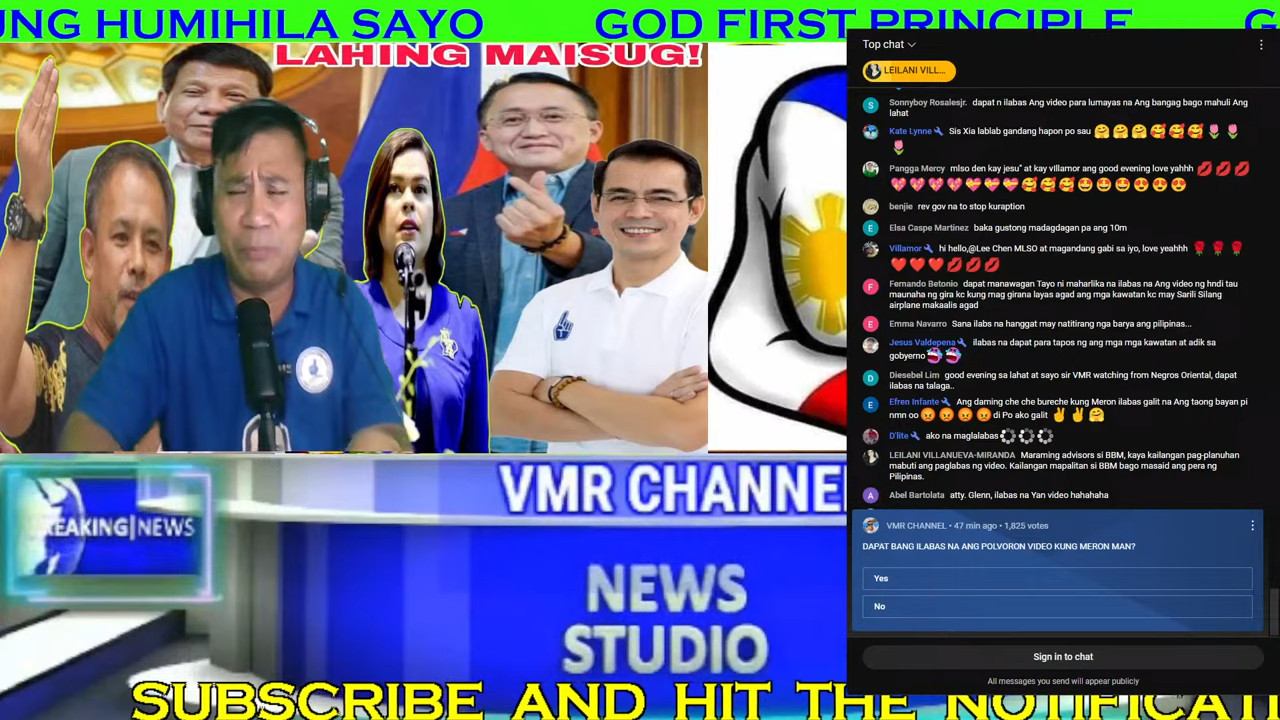 UNG HUMIHILA SAYO GOD FIRST PRINCIPLE G
LAHING MAISUG!
Top chat
LEILANI VILL...
Sonnyboy Rosalesjr. dapat n ilabas Ang video para lumayas na Ang bangag bago mahuli Ang
lahat
Kate Lynne Sis Xia lablab gandang hapon po sau 🤗🤗🤗🥰🥰🥰🌷🌷
🌷
Pangga Mercy mlso den kay jesu" at kay vIllamor ang good evening love yahhh 💋💋💋
💖💖💖💝💝💝🥰🥰🥰🤩🤩🤩😍😍😍
benjie rev gov na to stop kuraption
E Elsa Caspe Martinez baka gustong madagdagan pa ang 10m
Villamor hi hello,@Lee Chen MLSO at magandang gabi sa iyo, love yeahhh 🌹🌹🌹
❤❤❤💋💋💋
F Fernando Betonio dapat manawagan Tayo ni maharlika na ilabas na Ang video ng hndi tau
maunaha ng gira kc kung mag girana layas agad ang mga kawatan kc may Sarili Silang
airplane makaalis agad
E Emma Navarro Sana ilabs na hanggat may natitirang nga barya ang pilipinas...
Jesus Valdepena ilabas na dapat para tapos ng ang mga mga kawatan at adik sa
gobyerno
D Diesebel Lim good evening sa lahat at sayo sir VMR watching from Negros Oriental, dapat
ilabas na talaga..
E Efren Infante Ang daming che che bureche kung Meron ilabas galit na Ang taong bayan pi
nmn oo 😡😡😡😡 di Po ako galit ✌✌🤗
D'lite ako na maglalabas
LEILANI VILLANUEVA-MIRANDA Maraming advisors si BBM, kaya kailangan pag-planuhan
mabuti ang paglabas ng video. Kailangan mapalitan si BBM bago masaid ang pera ng
Pilipinas.
A Abel Bartolata atty. Glenn, ilabas na Yan video hahahaha
VMR CHANNEL • 47 min ago • 1,825 votes
DAPAT BANG ILABAS NA ANG POLVORON VIDEO KUNG MERON MAN?
Yes
No
Sign in to chat
All messages you send will appear publicly
VMR CHANNE
REAKING|NEWS
NEWS
STUDIO
SUBSCRIBE AND HIT THE NOTIFICATI